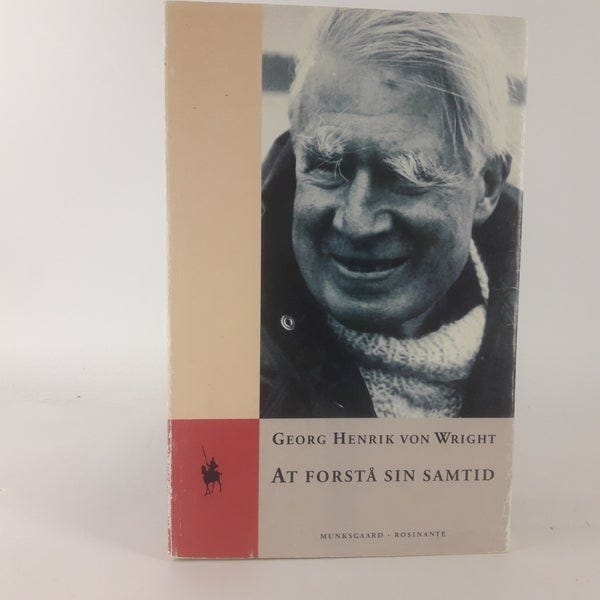 GEORG HENRIK VON WRIGHT
AT FORSTÅ SIN SAMTID
MUNKSGAARD · ROSINANTE